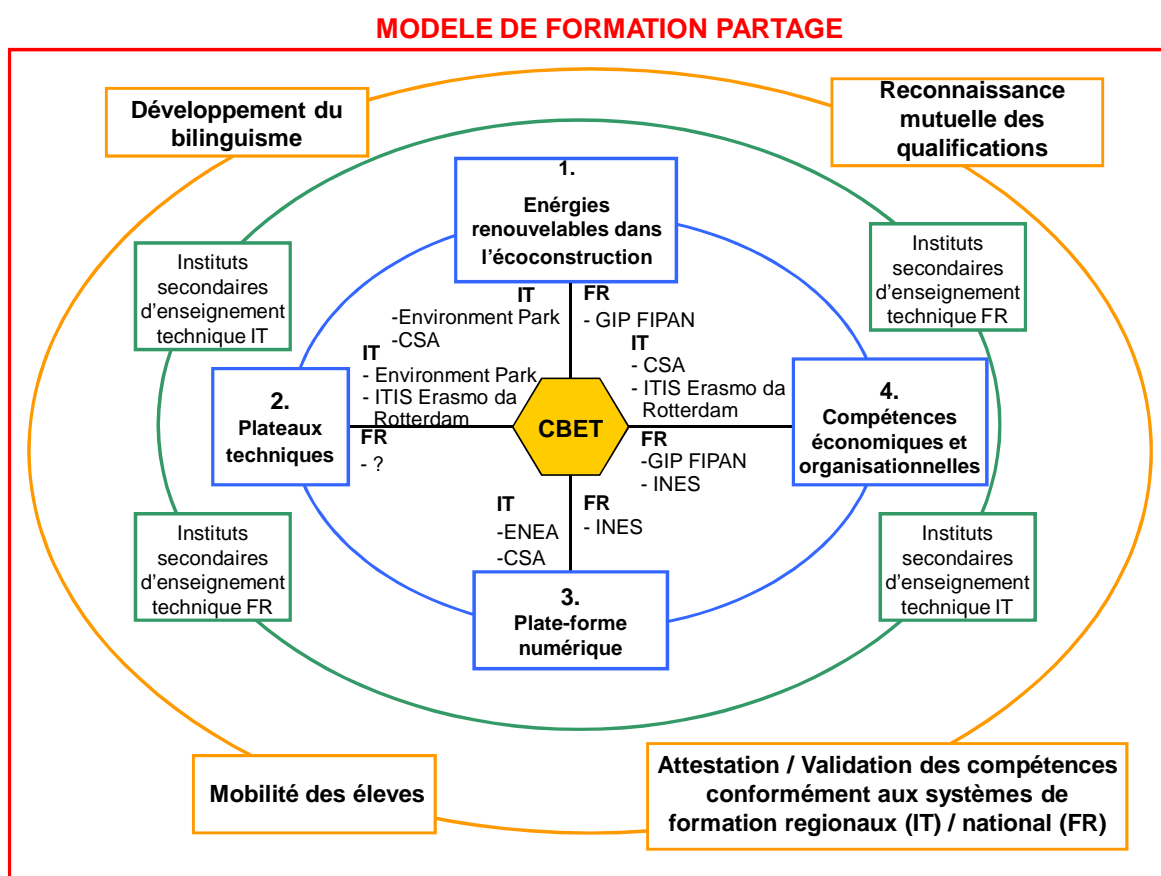 MODELE DE FORMATION PARTAGE
Développement du
bilinguisme
Reconnaissance
mutuelle des
qualifications
1.
Enérgies
renouvelables dans
l'écoconstruction
Instituts
secondaires
d'enseignement
technique IT
Instituts
secondaires
d'enseignement
technique FR
IT
-Environment Park
-CSA
FR
- GIP FIPAN
IT
- Environment Park
- ITIS Erasmo da
Rotterdam
FR
- ?
IT
- CSA
- ITIS Erasmo da
Rotterdam
FR
-GIP FIPAN
- INES
2.
Plateaux
techniques
CBET
4.
Compétences
économiques et
organisationnelles
IT
-ENEA
-CSA
FR
- INES
Instituts
secondaires
d'enseignement
technique FR
3.
Plate-forme
numérique
Instituts
secondaires
d'enseignement
technique IT
Mobilité des éleves
Attestation / Validation des compétences
conformément aux systèmes de
formation regionaux (IT) / national (FR)